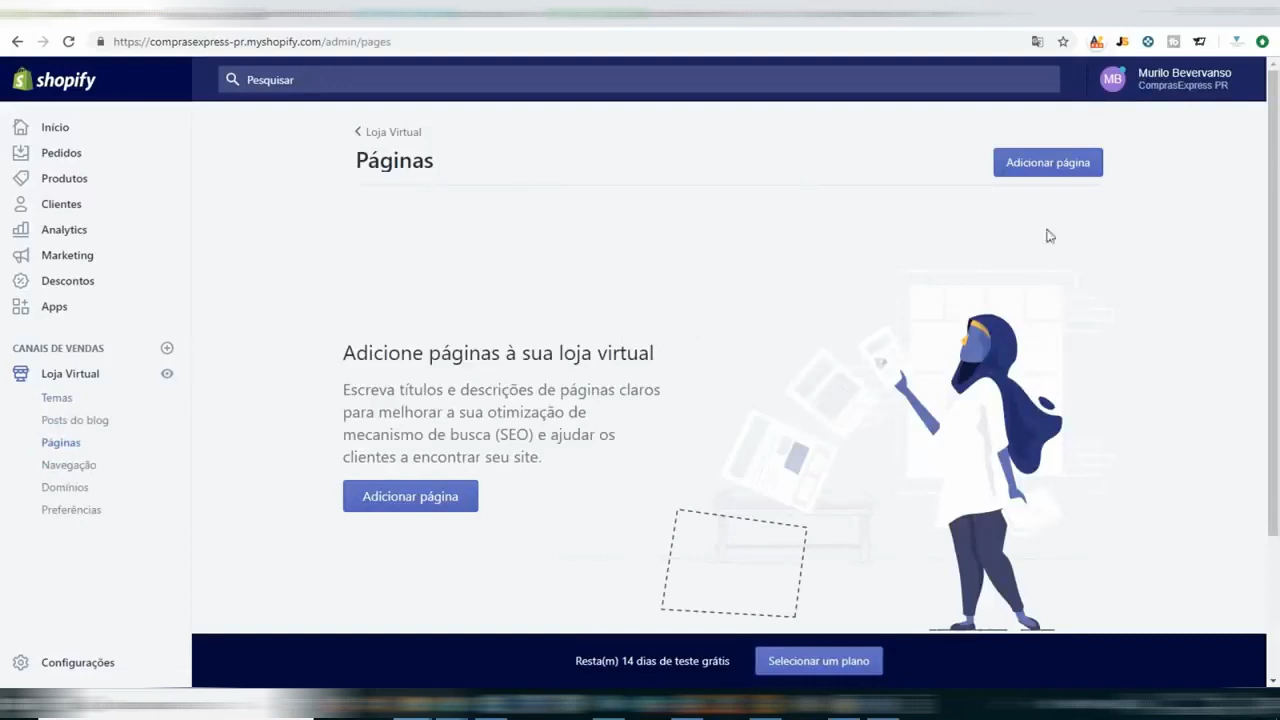 https://comprasexpress-pr.myshopify.com/admin/pages
shopify
Pesquisar
MB
Murilo Bevervanso
ComprasExpress PR
Início
Pedidos
Produtos
Clientes
Analytics
Marketing
Descontos
Apps
CANAIS DE VENDAS
Loja Virtual
Temas
Posts do blog
Páginas
Navegação
Domínios
Preferências
Configurações
Loja Virtual
Páginas
Adicionar página
Adicione páginas à sua loja virtual
Escreva títulos e descrições de páginas claros
para melhorar a sua otimização de
mecanismo de busca (SEO) e ajudar os
clientes a encontrar seu site.
Adicionar página
Resta(m) 14 dias de teste grátis
Selecionar um plano